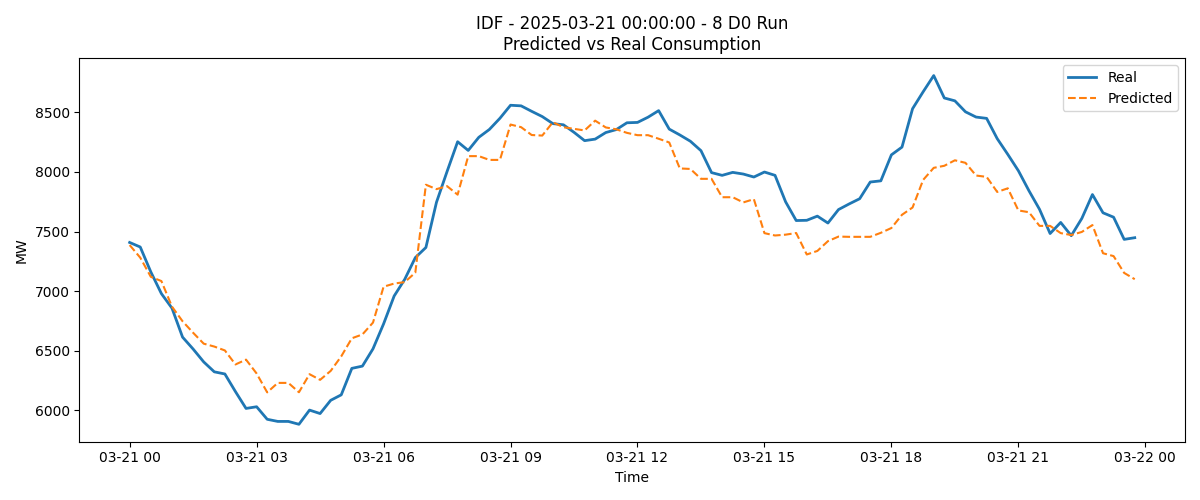 IDF - 2025-03-21 00:00:00 - 8 D0 Run
Predicted vs Real Consumption
Real
Predicted
MW
8500
8000
7500
7000
6500
6000
03-21 00
03-21 03
03-21 06
03-21 09
03-21 12
03-21 15
03-21 18
03-21 21
03-22 00
Time